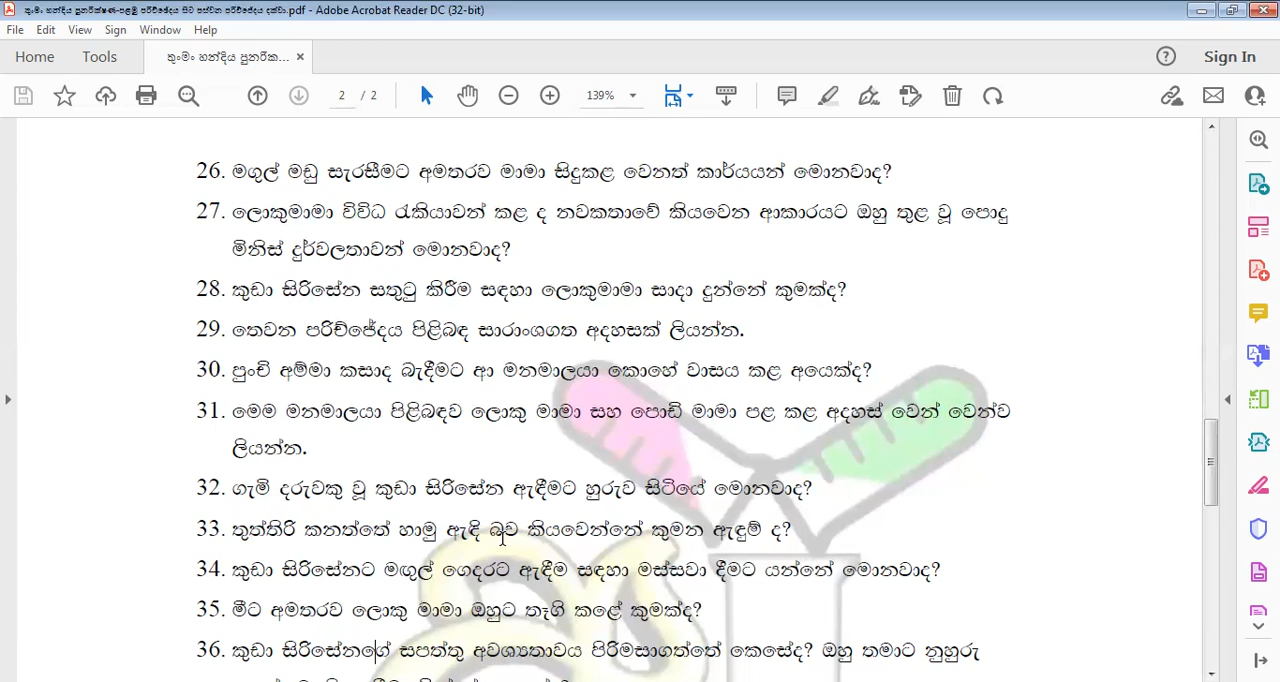 තුංමං හන්දිය පුනරීක්ෂණ-පළමු පරිච්ඡේදය සිට පස්වන පරිච්ඡේදය දක්වා.pdf - Adobe Acrobat Reader DC (32-bit)
File Edit View Sign Window Help
Home Tools තුංමං හන්දිය පුනරීක... × Sign In
2 / 2 139%
26. මගුල් මඩු සැරසීමට අමතරව මාමා සිදුකළ වෙනත් කාර්යයන් මොනවාද?
27. ලොකුමාමා විවිධ රැකියාවන් කළ ද නවකතාවේ කියවෙන ආකාරයට ඔහු තුළ වූ පොදු
මිනිස් දුර්වලතාවන් මොනවාද?
28. කුඩා සිරිසේන සතුටු කිරීම සඳහා ලොකුමාමා සාදා දුන්නේ කුමක්ද?
29. තෙවන පරිච්ඡේදය පිළිබඳ සාරාංශගත අදහසක් ලියන්න.
30. පුංචි අම්මා කසාද බැදීමට ආ මනමාලයා කොහේ වාසය කළ අයෙක්ද?
31. මෙම මනමාලයා පිළිබඳව ලොකු මාමා සහ පොඩි මාමා පළ කළ අදහස් වෙන් වෙන්ව
ලියන්න.
32. ගැමි දරුවකු වූ කුඩා සිරිසේන ඇඳීමට හුරුව සිටියේ මොනවාද?
33. තුත්තිරි කනත්තේ හාමු ඇඳි බව කියවෙන්නේ කුමන ඇඳුම් ද?
34. කුඩා සිරිසේනට මඟුල් ගෙදරට ඇඳීම සඳහා මස්සවා දීමට යන්නේ මොනවාද?
35. මීට අමතරව ලොකු මාමා ඔහුට තෑගි කළේ කුමක්ද?
36. කුඩා සිරිසේනගේ සපත්තු අවශ්‍යතාවය පිරිමසාගත්තේ කෙසේද? ඔහු තමාට නුහුරු